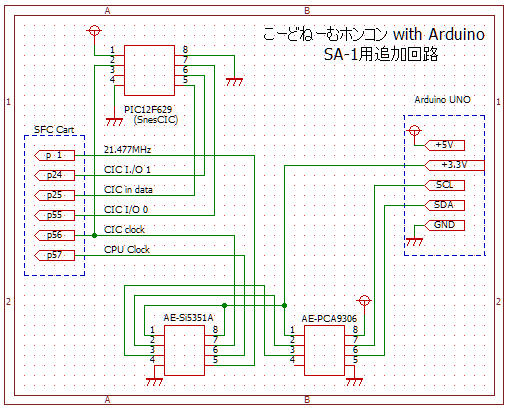 A B
こーどねーむホンコン with Arduino
SA-1用追加回路
1 8
2 7
3 6
4 5
PIC12F629
(SnesCIC)
1 1
Arduino UNO
SFC Cart
p 1 21.477MHz
p24 CIC I./O 1
p25 CIC in data
p55 CIC I/O 0
p56 CIC clock
p57 CPU Clock
+5V
+3.3V
SCL
SDA
GND
2 2
AE-Si5351A AE-PCA9306
1 8 1 8
2 7 2 7
3 6 3 6
4 5 4 5
A B